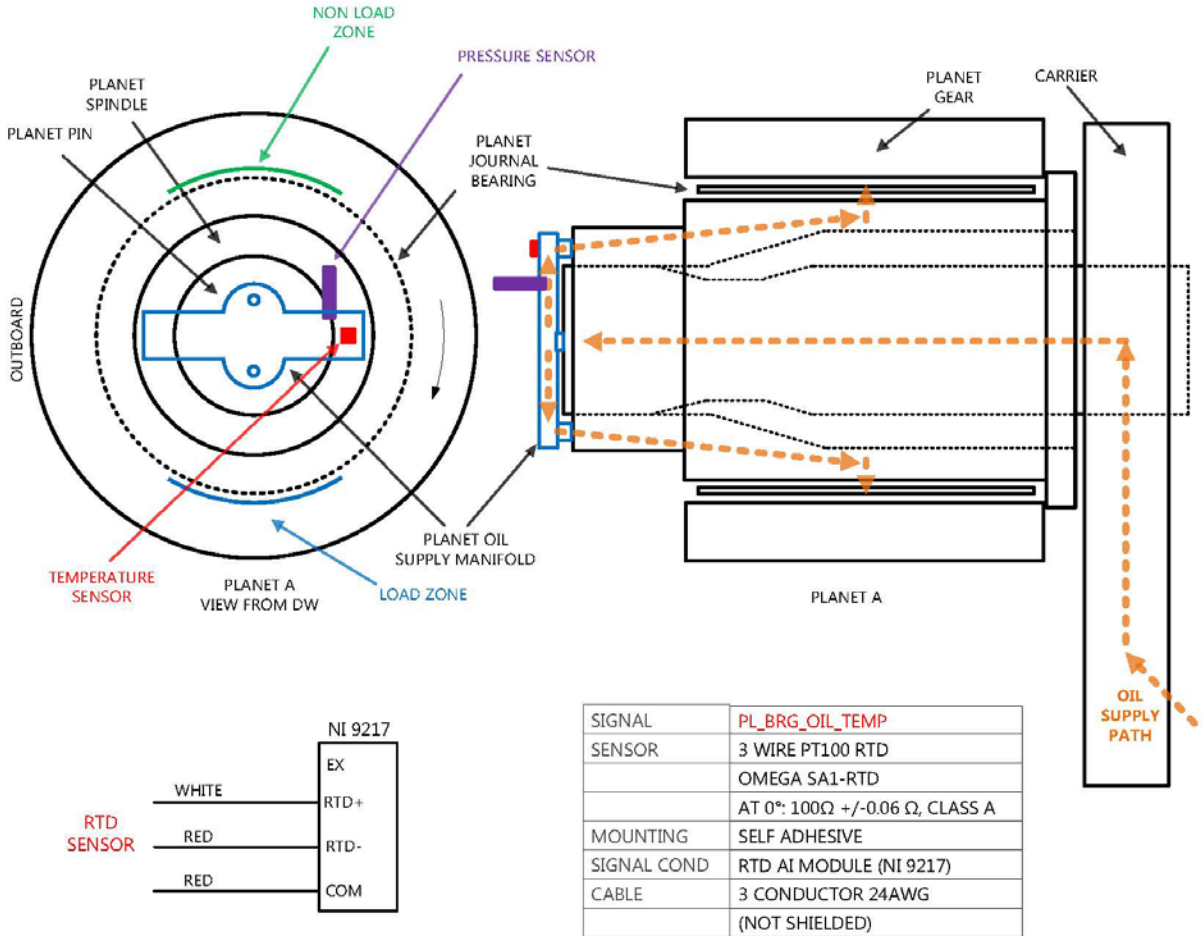 NON LOAD
ZONE
PRESSURE SENSOR
PLANET
SPINDLE
PLANET PIN
PLANET
JOURNAL
BEARING
PLANET
GEAR
CARRIER
OUTBOARD
TEMPERATURE
SENSOR
PLANET A
VIEW FROM DW
LOAD ZONE
PLANET OIL
SUPPLY MANIFOLD
PLANET A
OIL
SUPPLY
PATH
NI 9217
EX
WHITE
RTD+
RTD
SENSOR
RED
RTD-
RED
COM
SIGNAL PL_BRG_OIL_TEMP
SENSOR 3 WIRE PT100 RTD
OMEGA SA1-RTD
AT 0°: 100Ω +/-0.06 Ω, CLASS A
MOUNTING SELF ADHESIVE
SIGNAL COND RTD AI MODULE (NI 9217)
CABLE 3 CONDUCTOR 24AWG
(NOT SHIELDED)